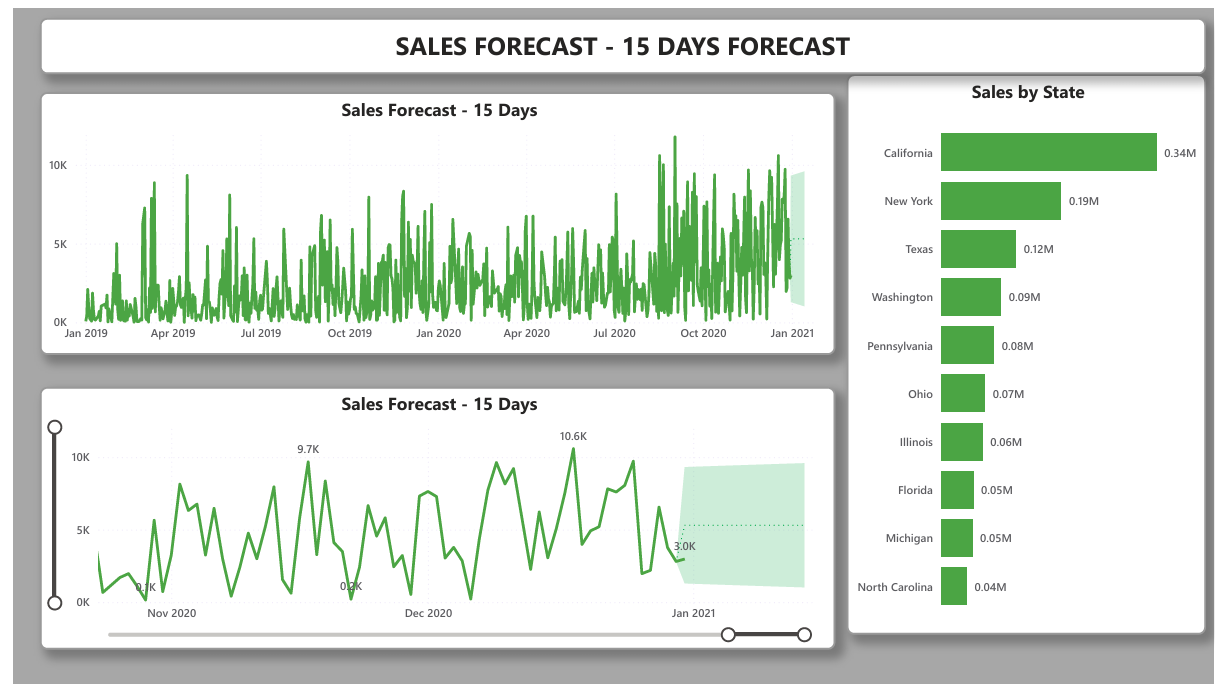 SALES FORECAST - 15 DAYS FORECAST
Sales Forecast - 15 Days
10K
5K
0K
Jan 2019 Apr 2019 Jul 2019 Oct 2019 Jan 2020 Apr 2020 Jul 2020 Oct 2020 Jan 2021
Sales Forecast - 15 Days
10K
5K
0K
9.7K
10.6K
0.1K
0.2K
3.0K
Nov 2020 Dec 2020 Jan 2021
Sales by State
California 0.34M
New York 0.19M
Texas 0.12M
Washington 0.09M
Pennsylvania 0.08M
Ohio 0.07M
Illinois 0.06M
Florida 0.05M
Michigan 0.05M
North Carolina 0.04M